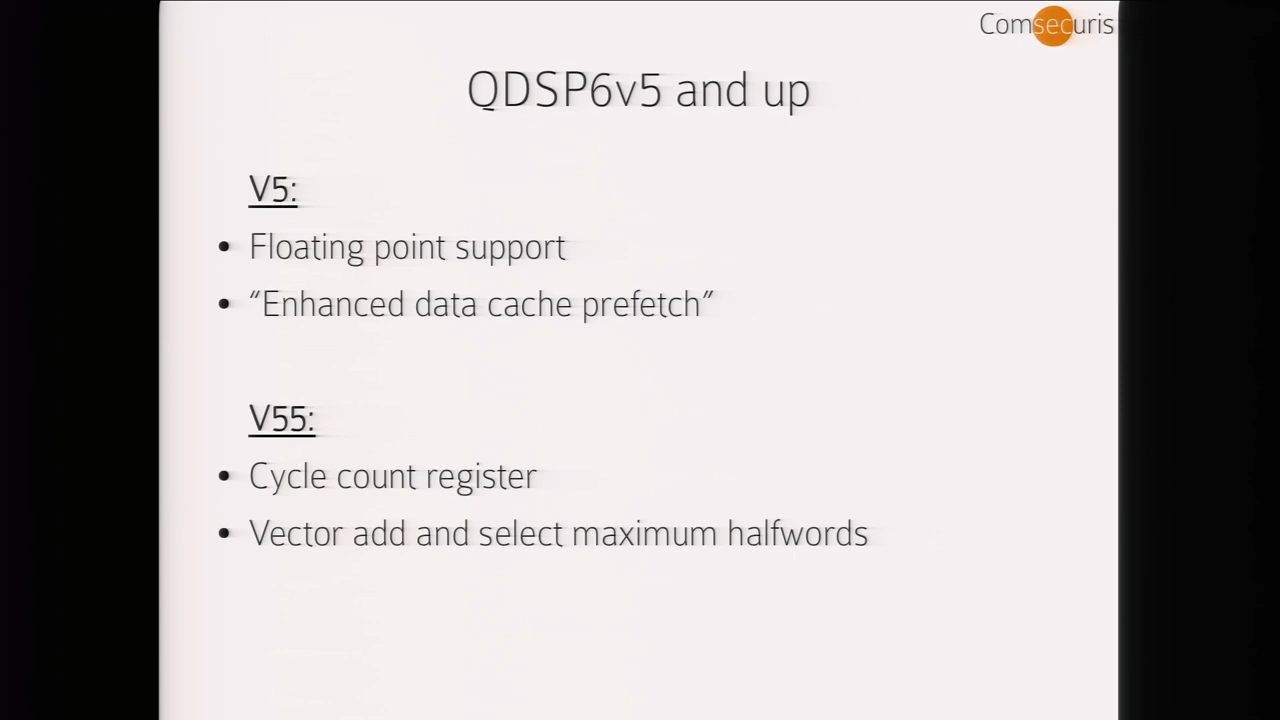 Comsecuris
QDSP6v5 and up
V5:
• Floating point support
• “Enhanced data cache prefetch”
V55:
• Cycle count register
• Vector add and select maximum halfwords